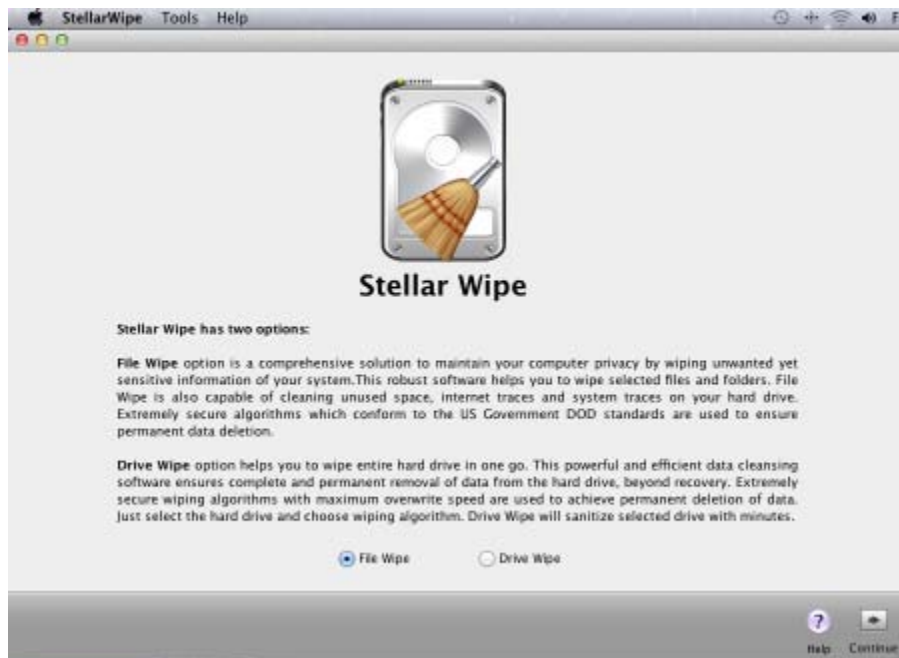 StellarWipe Tools Help
Stellar Wipe
Stellar Wipe has two options:
File Wipe option is a comprehensive solution to maintain your computer privacy by wiping unwanted yet
sensitive information of your system.This robust software helps you to wipe selected files and folders. File
Wipe is also capable of cleaning unused space, internet traces and system traces on your hard drive.
Extremely secure algorithms which conform to the US Government DOD standards are used to ensure
permanent data deletion.
Drive Wipe option helps you to wipe entire hard drive in one go. This powerful and efficient data cleansing
software ensures complete and permanent removal of data from the hard drive, beyond recovery. Extremely
secure wiping algorithms with maximum overwrite speed are used to achieve permanent deletion of data.
Just select the hard drive and choose wiping algorithm. Drive Wipe will sanitize selected drive with minutes.
File Wipe Drive Wipe
?
Help Continue